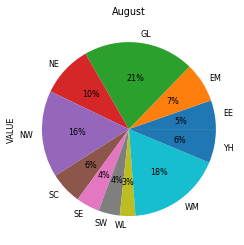 August
GL
NE
EM
21%
10%
7%
EE
5%
VALUE
NW
16%
6%
YH
6%
18%
4%
4%
3%
SC
WM
SE
SW
WL